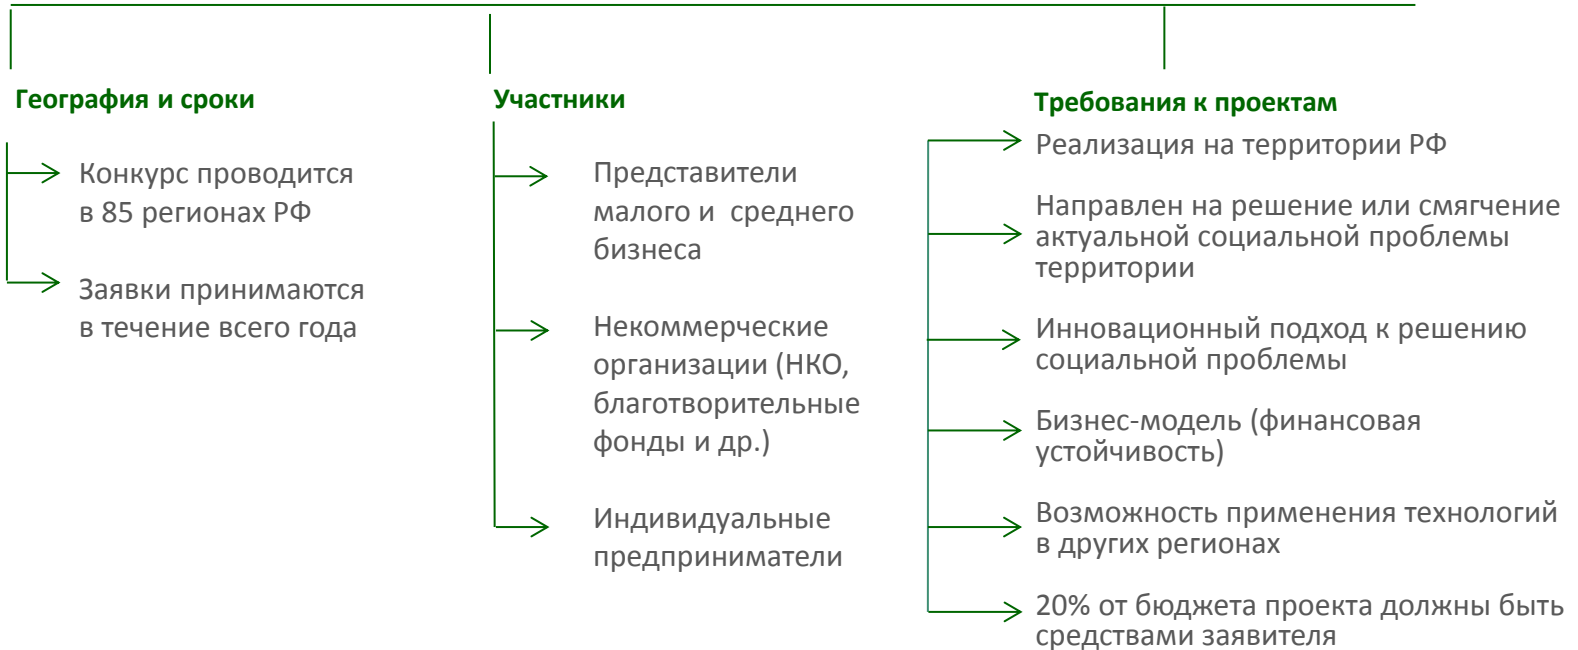 География и сроки
Конкурс проводится
в 85 регионах РФ
Заявки принимаются
в течение всего года
Участники
Представители
малого и среднего
бизнеса
Некоммерческие
организации (НКО,
благотворительные
фонды и др.)
Индивидуальные
предприниматели
Требования к проектам
Реализация на территории РФ
Направлен на решение или смягчение
актуальной социальной проблемы
территории
Инновационный подход к решению
социальной проблемы
Бизнес-модель (финансовая
устойчивость)
Возможность применения технологий
в других регионах
20% от бюджета проекта должны быть
средствами заявителя